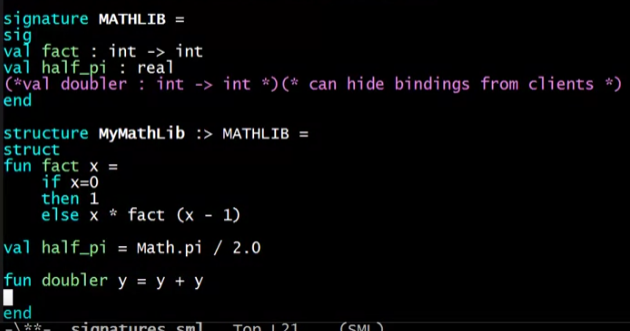 signature MATHLIB =
sig
val fact : int -> int
val half_pi : real
(*val doubler : int -> int *)(* can hide bindings from clients *)
end
structure MyMathLib :> MATHLIB =
struct
fun fact x =
if x=0
then 1
else x * fact (x - 1)
val half_pi = Math.pi / 2.0
fun doubler y = y + y
end
-\**- signatures.sml Top L21 (SML)